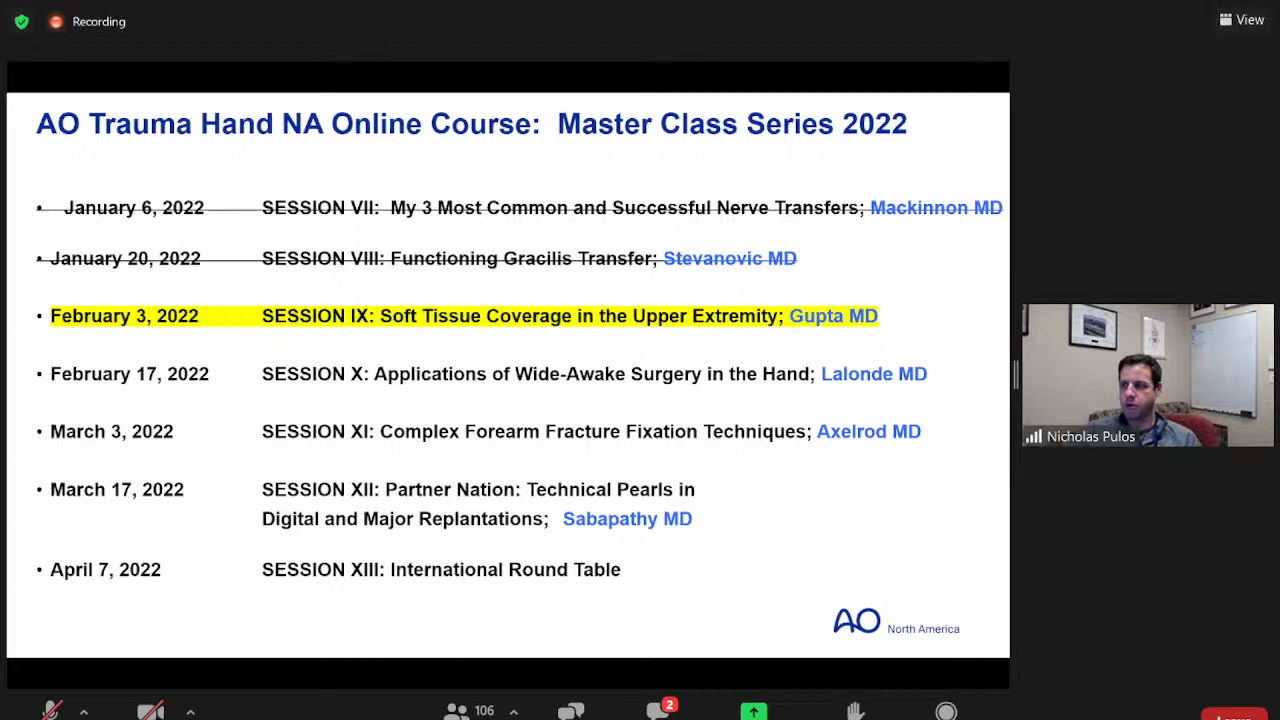 Recording
View
AO Trauma Hand NA Online Course: Master Class Series 2022
• January 6, 2022 SESSION VII: My 3 Most Common and Successful Nerve Transfers; Mackinnon MD
• January 20, 2022 SESSION VIII: Functioning Gracilis Transfer; Stevanovic MD
• February 3, 2022 SESSION IX: Soft Tissue Coverage in the Upper Extremity; Gupta MD
• February 17, 2022 SESSION X: Applications of Wide-Awake Surgery in the Hand; Lalonde MD
• March 3, 2022 SESSION XI: Complex Forearm Fracture Fixation Techniques; Axelrod MD
• March 17, 2022 SESSION XII: Partner Nation: Technical Pearls in
Digital and Major Replantations; Sabapathy MD
• April 7, 2022 SESSION XIII: International Round Table
AO North America
Nicholas Pulos
106
2
Leave